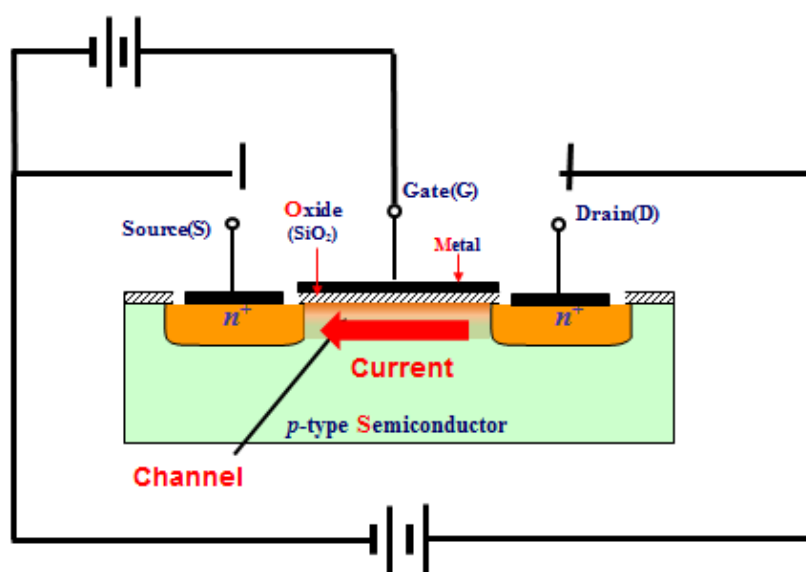 Gate(G)
Oxide
(SiO₂)
Source(S)
Drain(D)
Metal
n⁺
n⁺
Current
p-type Semiconductor
Channel